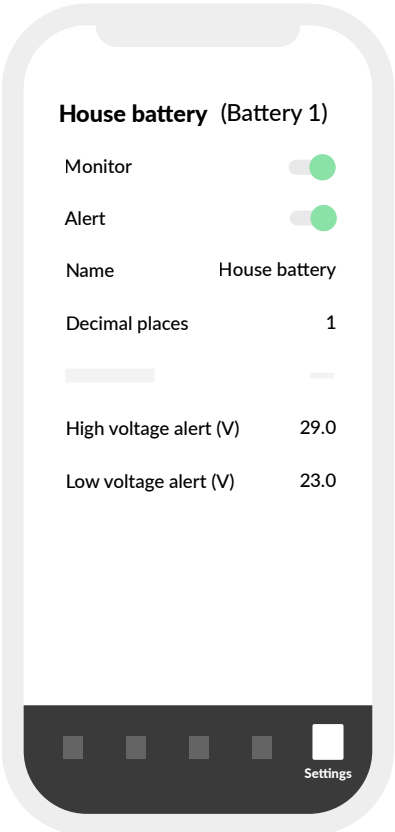 House battery (Battery 1)
Monitor
Alert
Name House battery
Decimal places 1
High voltage alert (V) 29.0
Low voltage alert (V) 23.0
Settings